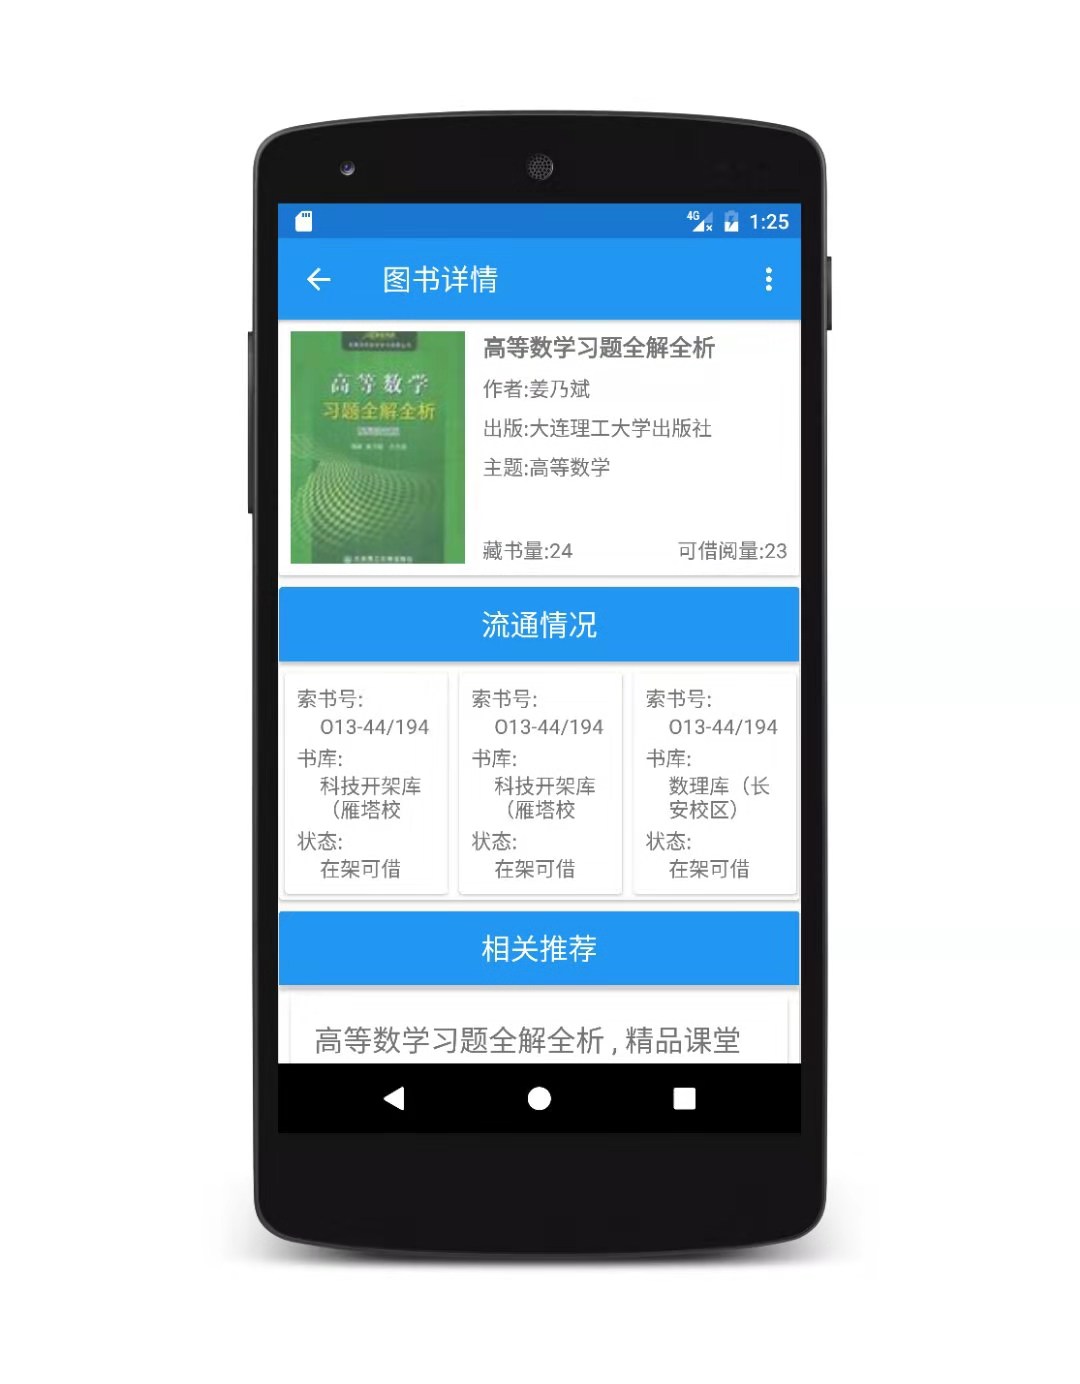 4G
1:25
图书详情
高等数学
习题全解全析
高等数学习题全解全析
作者:姜乃斌
出版:大连理工大学出版社
主题:高等数学
藏书量:24 可借阅量:23
流通情况
索书号:
O13-44/194
书库:
科技开架库
（雁塔校
状态:
在架可借
索书号:
O13-44/194
书库:
科技开架库
（雁塔校
状态:
在架可借
索书号:
O13-44/194
书库:
数理库（长
安校区）
状态:
在架可借
相关推荐
高等数学习题全解全析 , 精品课堂